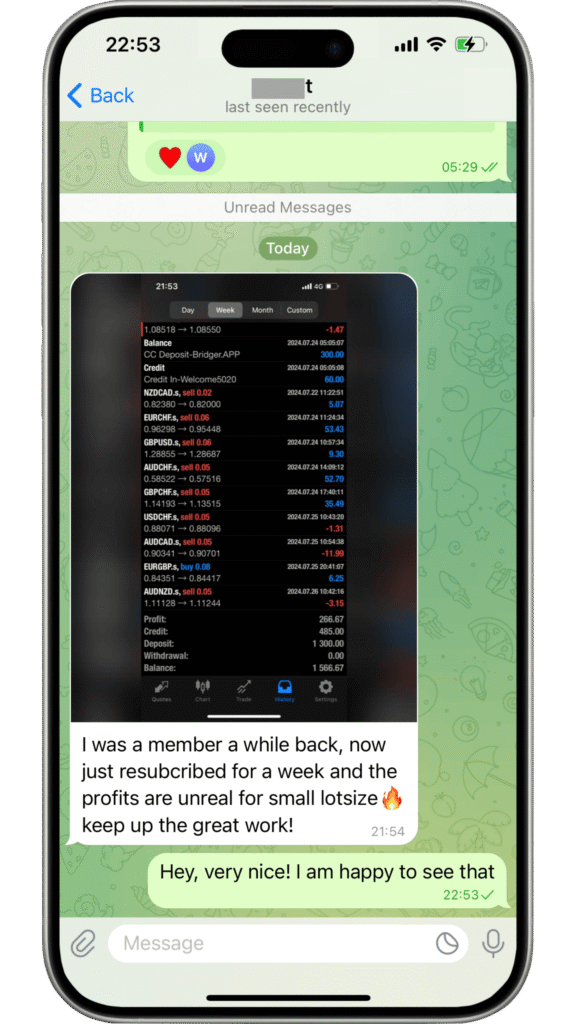 22:53
Back
t
last seen recently
W
05:29
Unread Messages
Today
21:53
4G
Day Week Month Custom
1.08518 → 1.08550 -1.47
Balance 2024.07.24 05:05:07
CC Deposit-Bridger.APP 300.00
Credit 2024.07.24 05:05:08
Credit In-Welcome5020 60.00
NZDCAD.s, sell 0.02 2024.07.22 11:22:51
0.82380 → 0.82000 5.07
EURCHF.s, sell 0.06 2024.07.24 11:24:34
0.96298 → 0.95448 53.43
GBPUSD.s, sell 0.06 2024.07.24 10:57:34
1.28855 → 1.28687 9.30
AUDCHF.s, sell 0.05 2024.07.24 14:09:12
0.58522 → 0.57516 52.70
GBPCHF.s, sell 0.05 2024.07.24 17:40:11
1.14193 → 1.13515 35.49
USDCHF.s, sell 0.05 2024.07.25 10:43:20
0.88071 → 0.88096 -1.31
AUDCAD.s, sell 0.05 2024.07.25 10:54:38
0.90341 → 0.90701 -11.99
EURGBP.s, buy 0.08 2024.07.25 20:41:07
0.84351 → 0.84417 6.25
AUDNZD.s, sell 0.05 2024.07.26 10:42:16
1.11128 → 1.11244 -3.15
Profit: 266.67
Credit: 485.00
Deposit: 1 300.00
Withdrawal: 0.00
Balance: 1 566.67
Quotes Chart Trade History Settings
I was a member a while back, now
just resubcribed for a week and the
profits are unreal for small lotsize🔥
keep up the great work!
21:54
Hey, very nice! I am happy to see that
22:53
Message